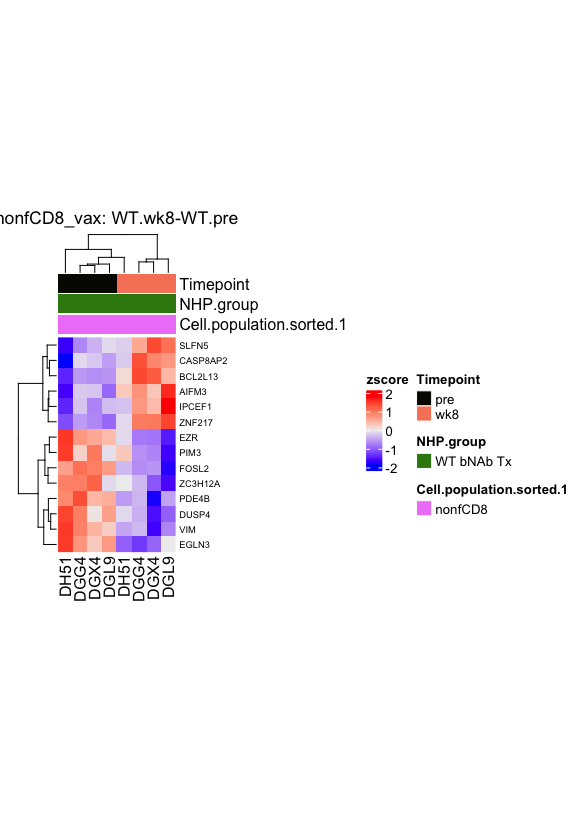 nonfCD8_vax: WT.wk8-WT.pre
Timepoint
NHP.group
Cell.population.sorted.1
SLFN5
CASP8AP2
BCL2L13
AIFM3
IPCEF1
ZNF217
EZR
PIM3
FOSL2
ZC3H12A
PDE4B
DUSP4
VIM
EGLN3
DH51 DGG4 DGX4 DGL9 DH51 DGG4 DGX4 DGL9
zscore
2
1
0
-1
-2
Timepoint
pre
wk8
NHP.group
WT bNAb Tx
Cell.population.sorted.1
nonfCD8